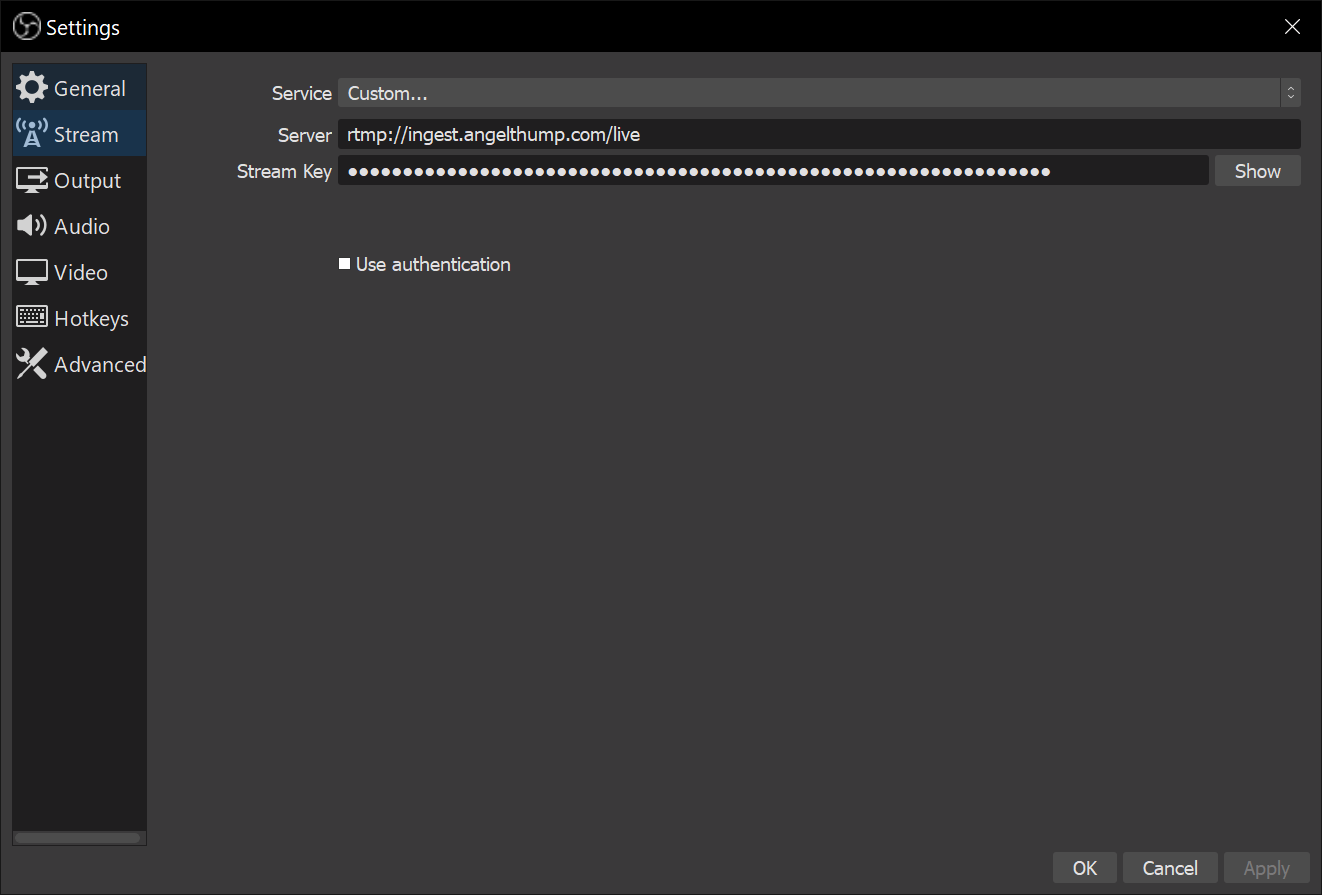 Settings
General
Stream
Output
Audio
Video
Hotkeys
Advanced
Service Custom...
Server rtmp://ingest.angelthump.com/live
Stream Key ●●●●●●●●●●●●●●●●●●●●●●●●●●●●●●●●●●●●●●●●●●●●●●●●●●●●●●●●●●●●●●●● Show
Use authentication
OK Cancel Apply